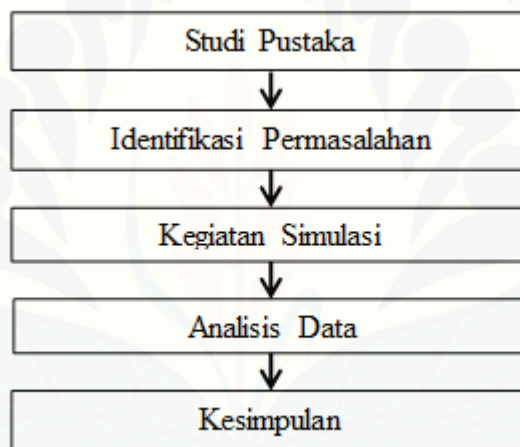 Studi Pustaka
Identifikasi Permasalahan
Kegiatan Simulasi
Analisis Data
Kesimpulan